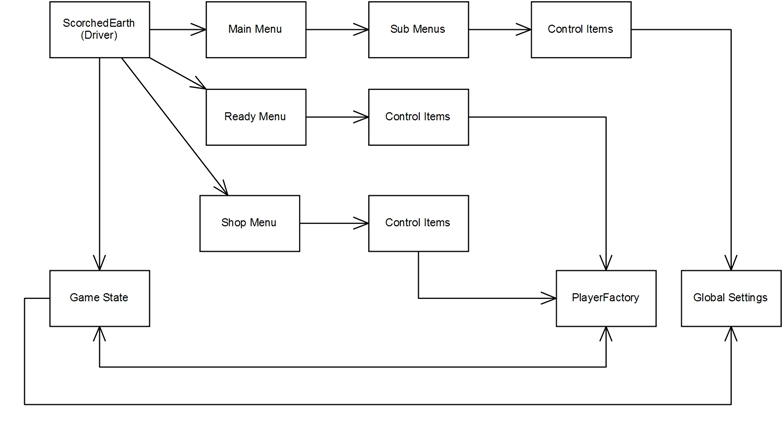 ScorchedEarth
(Driver)
Main Menu
Sub Menus
Control Items
Ready Menu
Control Items
Shop Menu
Control Items
Game State
PlayerFactory
Global Settings